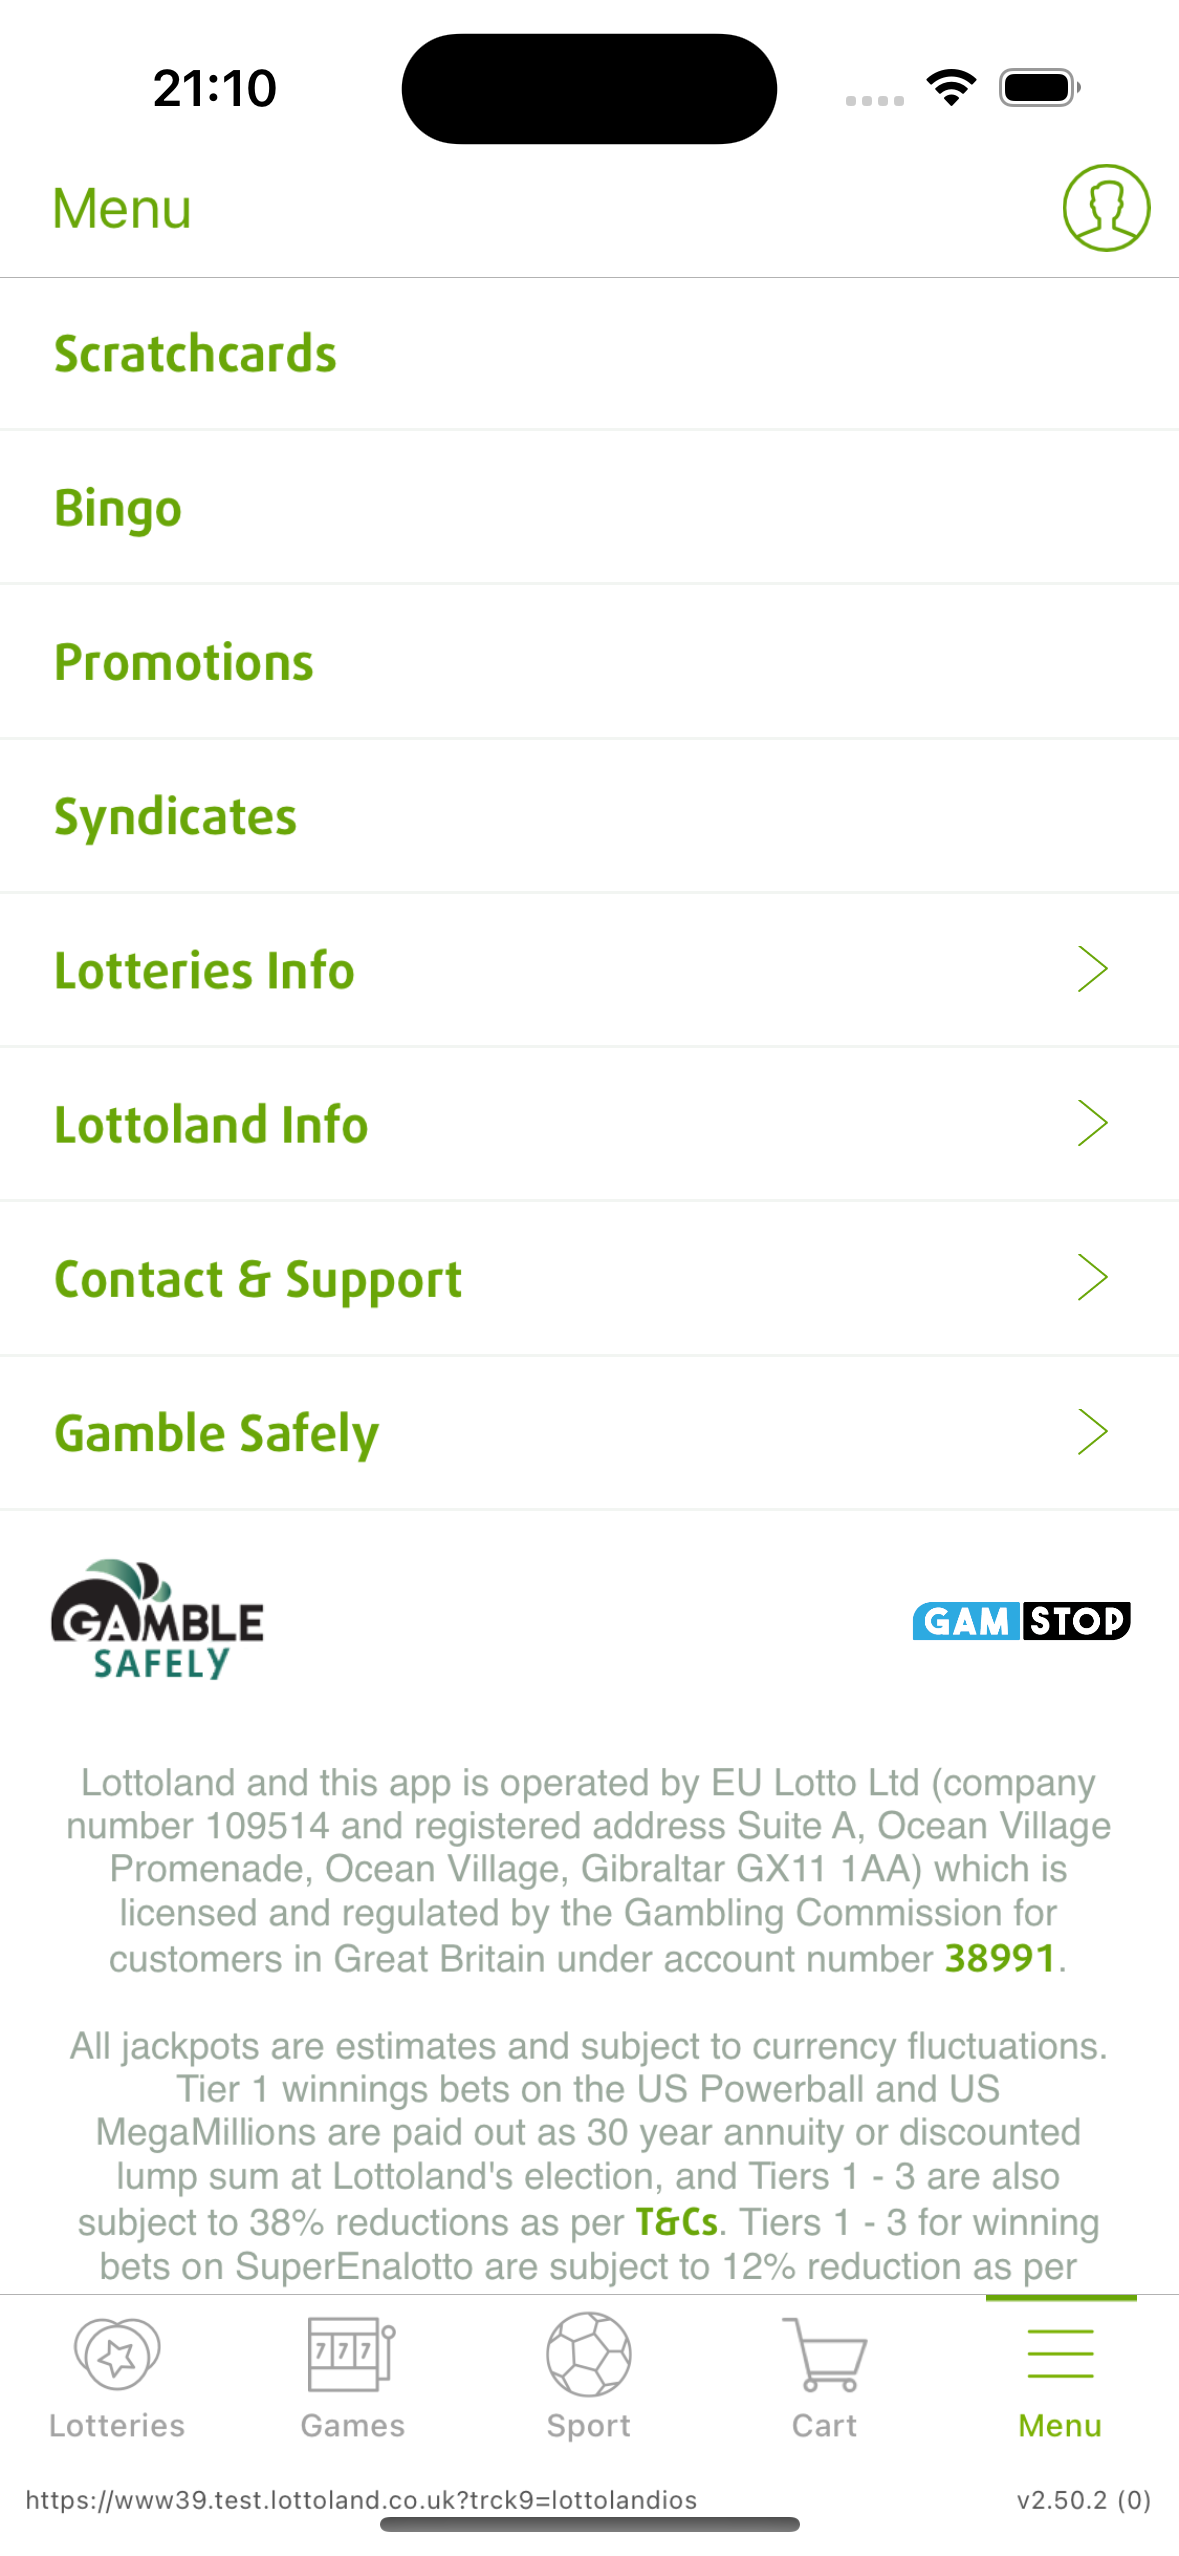 21:10
Menu
Scratchcards
Bingo
Promotions
Syndicates
Lotteries Info
Lottoland Info
Contact & Support
Gamble Safely
GAMBLE
SAFELY
GAMSTOP
Lottoland and this app is operated by EU Lotto Ltd (company
number 109514 and registered address Suite A, Ocean Village
Promenade, Ocean Village, Gibraltar GX11 1AA) which is
licensed and regulated by the Gambling Commission for
customers in Great Britain under account number 38991.
All jackpots are estimates and subject to currency fluctuations.
Tier 1 winnings bets on the US Powerball and US
MegaMillions are paid out as 30 year annuity or discounted
lump sum at Lottoland's election, and Tiers 1 - 3 are also
subject to 38% reductions as per T&Cs. Tiers 1 - 3 for winning
bets on SuperEnalotto are subject to 12% reduction as per
777
Lotteries Games Sport Cart Menu
https://www39.test.lottoland.co.uk?trck9=lottolandios v2.50.2 (0)